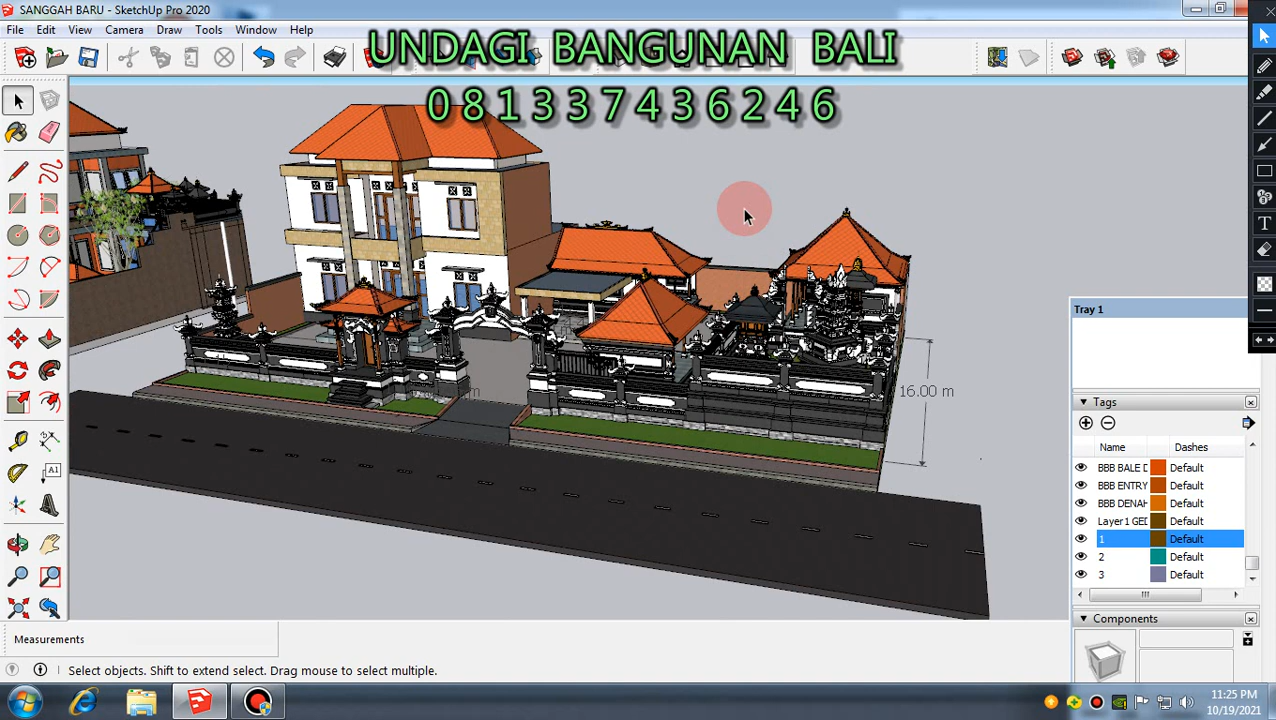 SANGGAH BARU - SketchUp Pro 2020
File Edit View Camera Draw Tools Window Help
UNDAGI BANGUNAN BALI
081337436246
16.00 m
Tray 1
Tags
Name Dashes
BBB BALE D Default
BBB ENTRY Default
BBB DENAH Default
Layer1 GED Default
1 Default
2 Default
3 Default
Components
Measurements
Select objects. Shift to extend select. Drag mouse to select multiple.
11:25 PM
10/19/2021